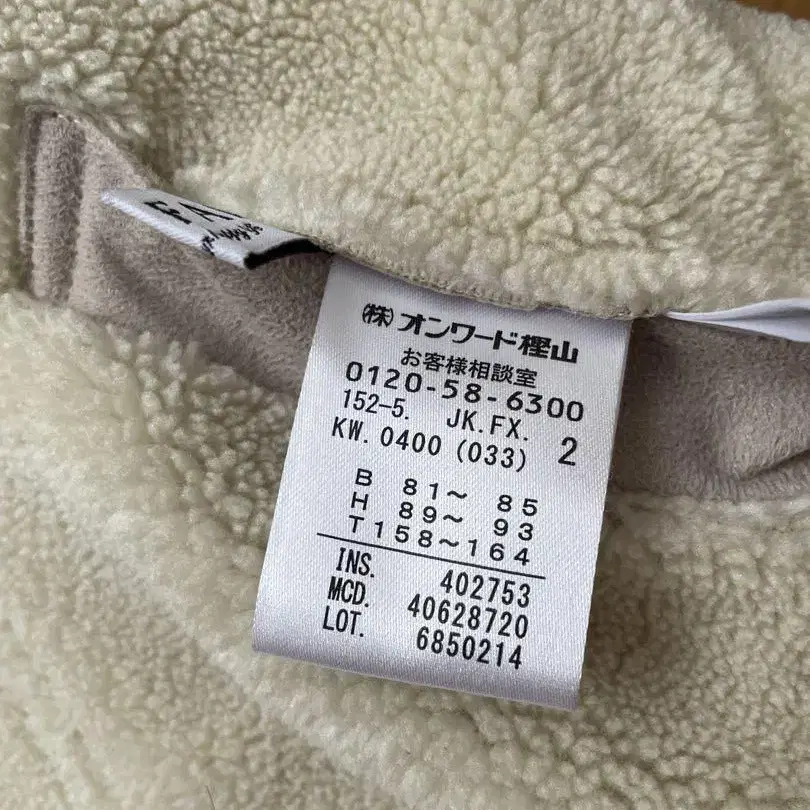 ㈱オンワード樫山
お客様相談室
0120-58-6300
152-5. JK.FX.
KW. 0400 (033) 2
B 81～ 85
H 89～ 93
T 158～164
INS. 402753
MCD. 40628720
LOT. 6850214